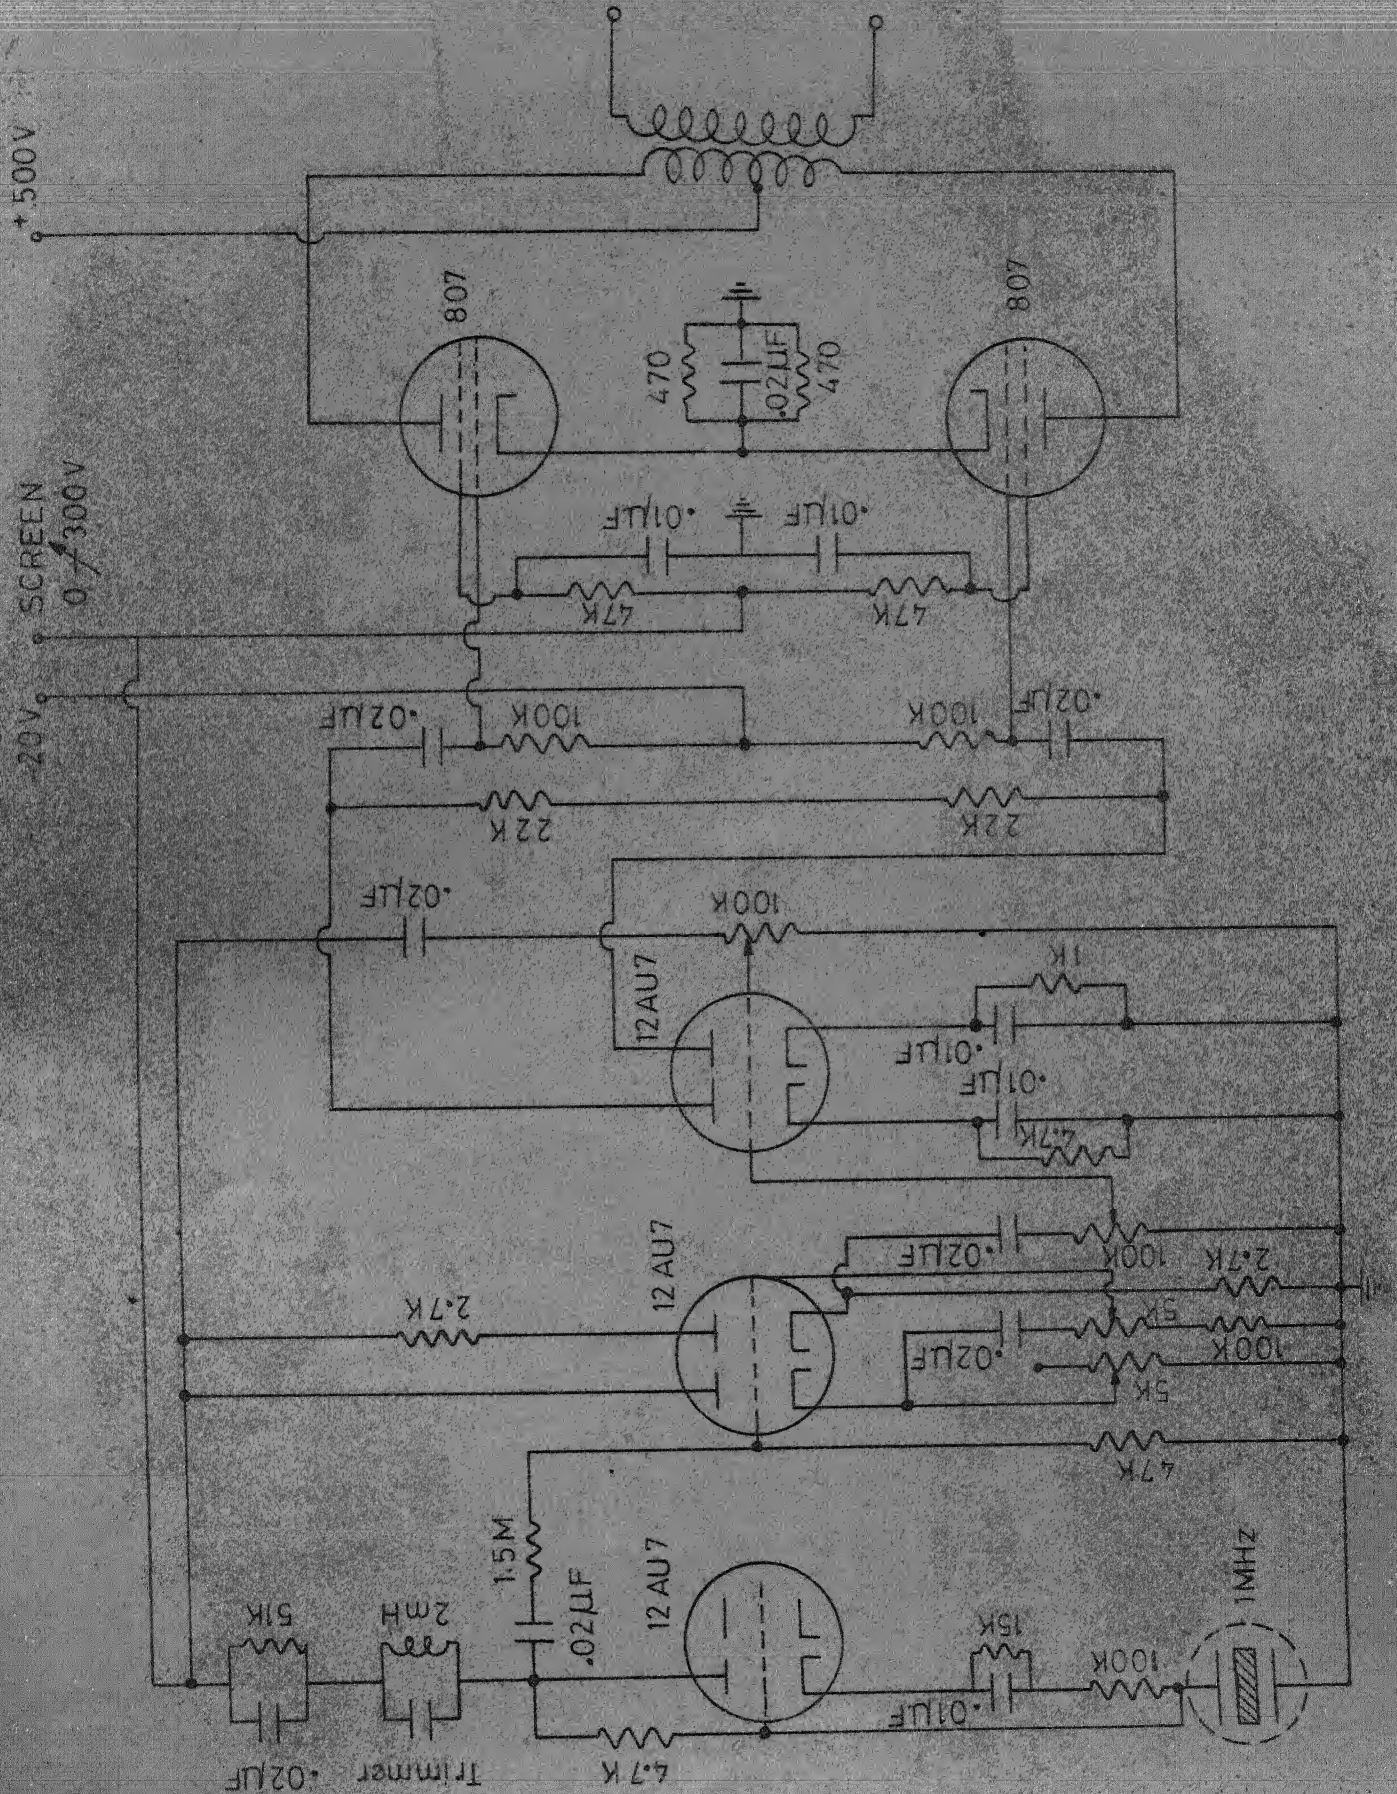 +500V
SCREEN
0 300V
-20V
807
470
.02µF
470
807
.01µF
.01µF
47K
47K
.02µF
100K
100K
.02µF
22K
22K
.02µF
100K
12AU7
1K
.01µF
.01µF
4.7K
12AU7
2.7K
.02µF
100K
2.7K
.02µF
5K
100K
5K
47K
1.5M
.02µF
12AU7
51K
2mH
.02µF
Trimmer
4.7K
15K
.01µF
100K
1MHz